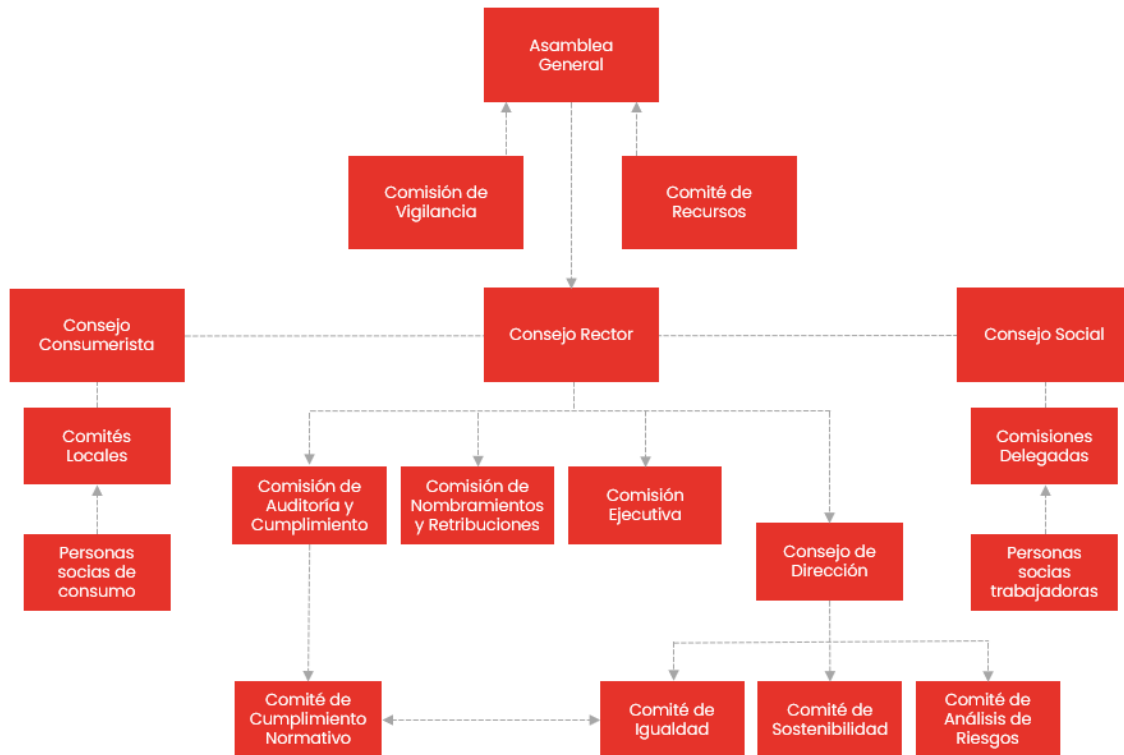 Asamblea
General
Comisión de
Vigilancia
Comité de
Recursos
Consejo
Consumerista
Consejo Rector
Consejo Social
Comités
Locales
Comisiones
Delegadas
Comisión de
Auditoría y
Cumplimiento
Comisión de
Nombramientos
y Retribuciones
Comisión
Ejecutiva
Consejo de
Dirección
Personas
socias de
consumo
Personas
socias
trabajadoras
Comité de
Cumplimiento
Normativo
Comité de
Igualdad
Comité de
Sostenibilidad
Comité de
Análisis de
Riesgos